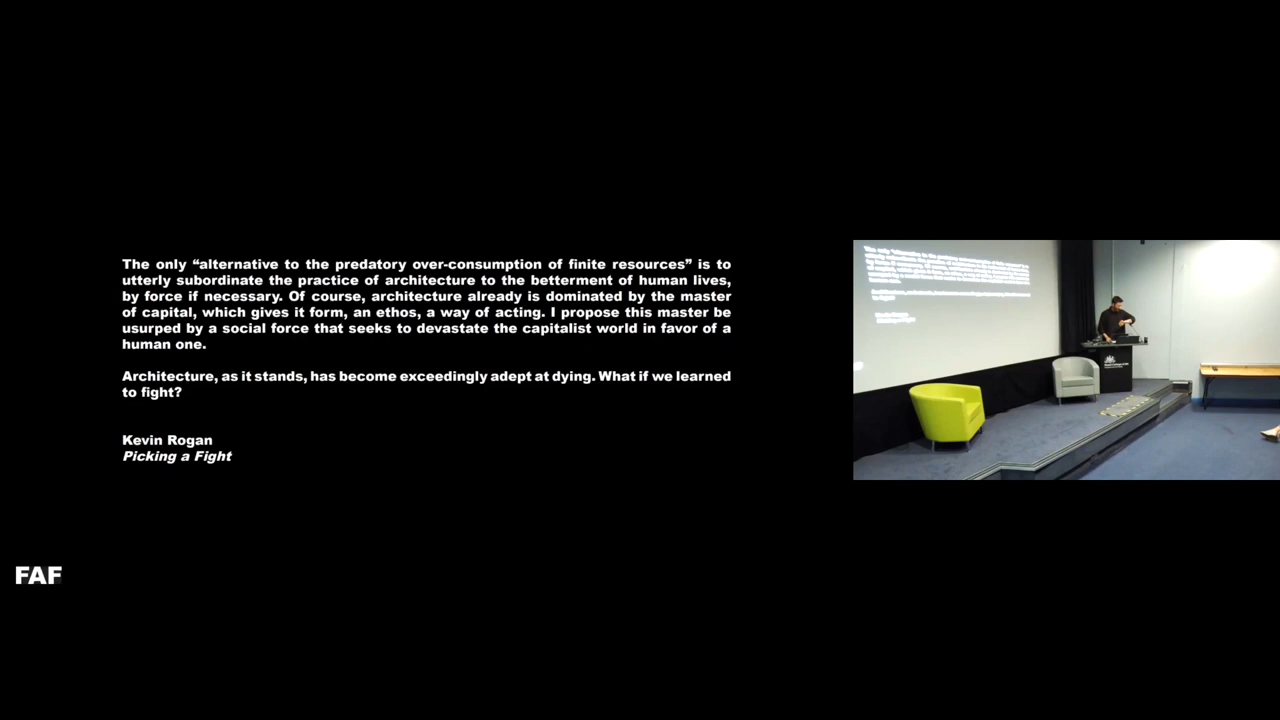 The only “alternative to the predatory over-consumption of finite resources” is to
utterly subordinate the practice of architecture to the betterment of human lives,
by force if necessary. Of course, architecture already is dominated by the master
of capital, which gives it form, an ethos, a way of acting. I propose this master be
usurped by a social force that seeks to devastate the capitalist world in favor of a
human one.
Architecture, as it stands, has become exceedingly adept at dying. What if we learned
to fight?
Kevin Rogan
Picking a Fight
FAF